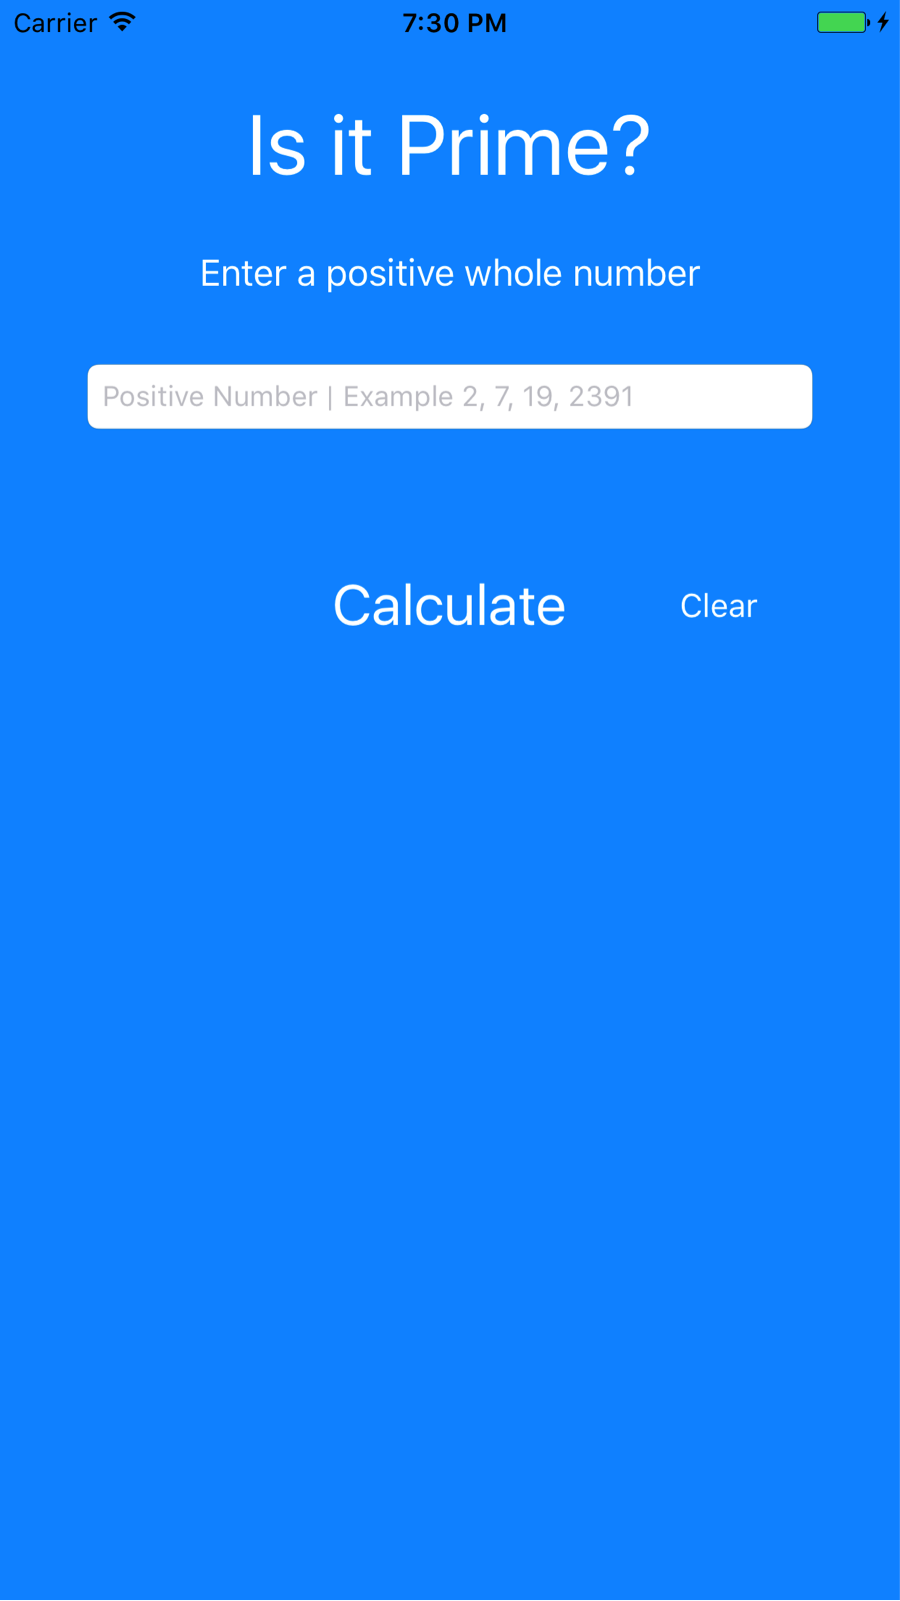 Carrier 7:30 PM
Is it Prime?
Enter a positive whole number
Positive Number | Example 2, 7, 19, 2391
Calculate Clear